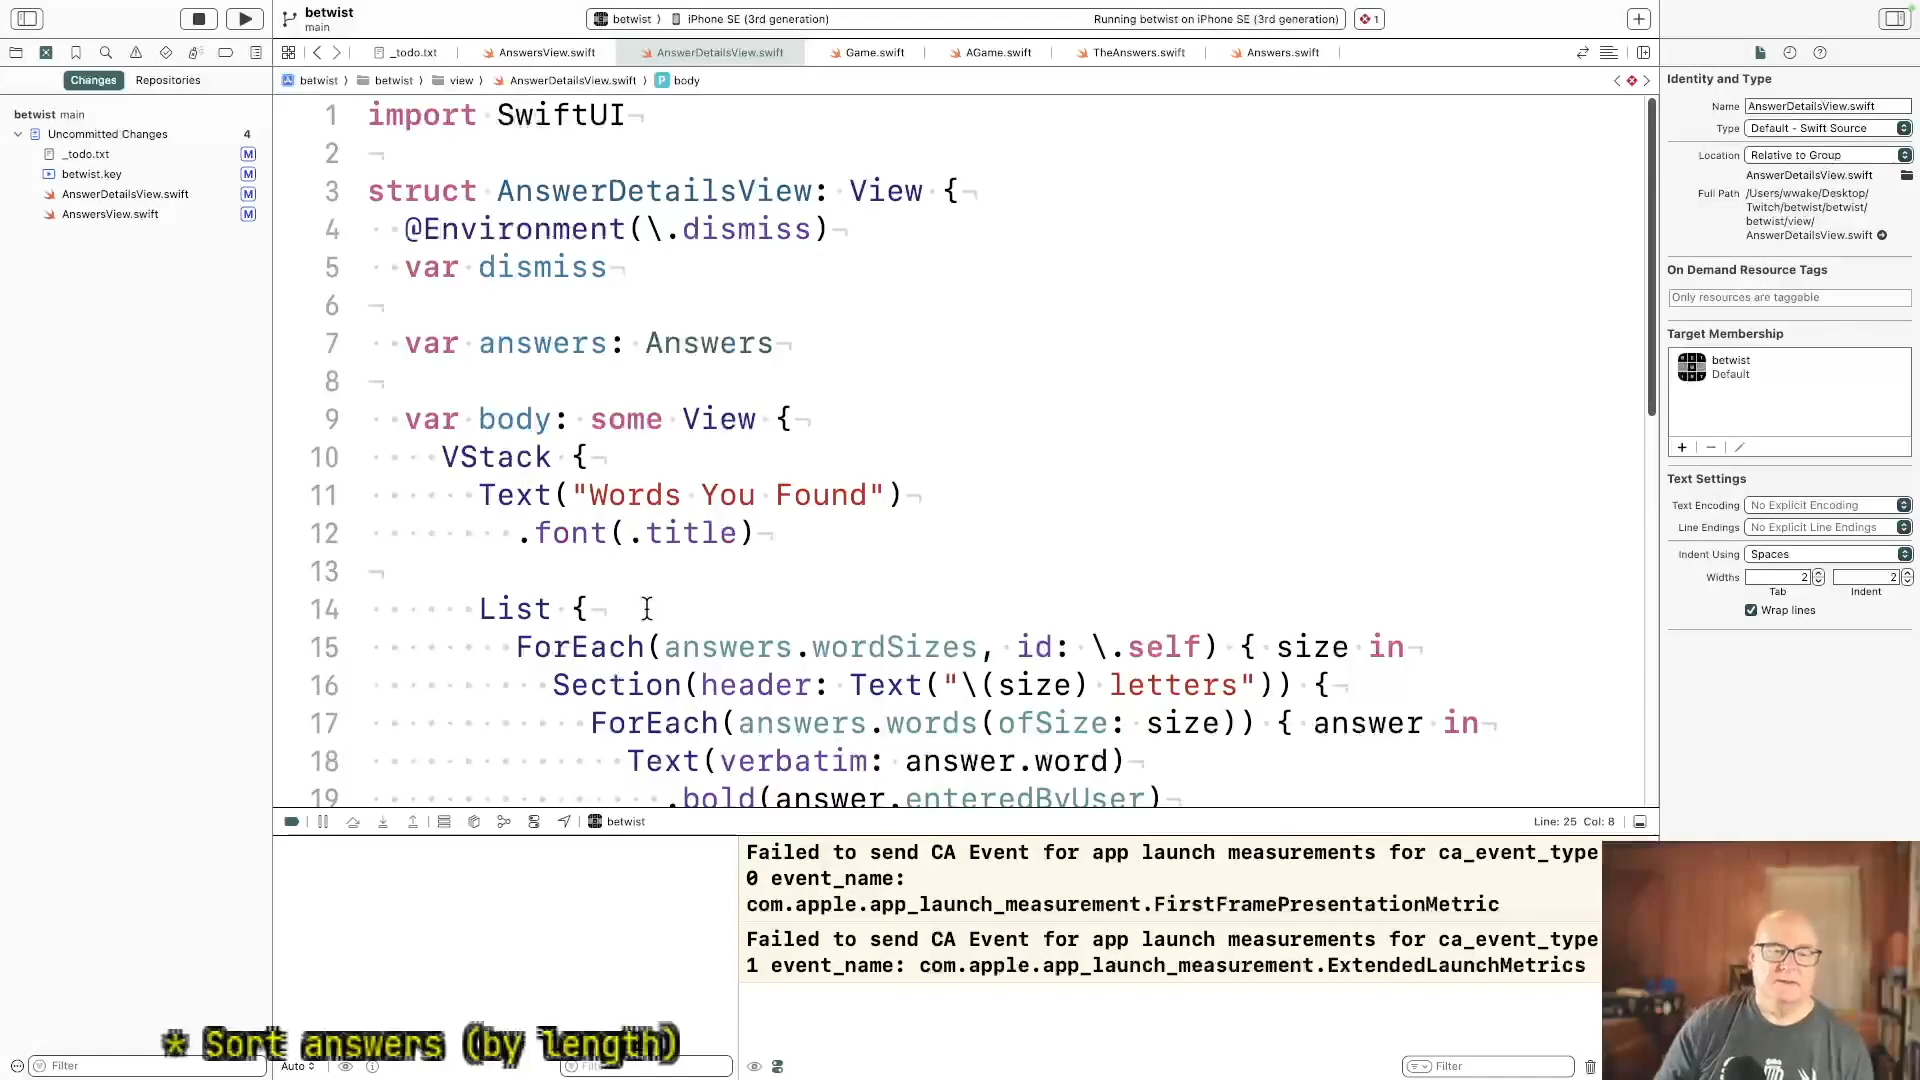 betwist
main
betwist
iPhone SE (3rd generation)
Running betwist on iPhone SE (3rd generation)
1
_todo.txt
AnswersView.swift
AnswerDetailsView.swift
Game.swift
AGame.swift
TheAnswers.swift
Answers.swift
Changes
Repositories
betwist
betwist
view
AnswerDetailsView.swift
P
body
betwist main
Uncommitted Changes 4
_todo.txt M
betwist.key M
AnswerDetailsView.swift M
AnswersView.swift M
1 import SwiftUI
2
3 struct AnswerDetailsView: View {
4 @Environment(\.dismiss)
5 var dismiss
6
7 var answers: Answers
8
9 var body: some View {
10 VStack {
11 Text("Words You Found")
12 .font(.title)
13
14 List {
15 ForEach(answers.wordSizes, id: \.self) { size in
16 Section(header: Text("\(size) letters")) {
17 ForEach(answers.words(ofSize: size)) { answer in
18 Text(verbatim: answer.word)
19 .bold(answer.enteredByUser)
betwist
Line: 25 Col: 8
Failed to send CA Event for app launch measurements for ca_event_type
0 event_name:
com.apple.app_launch_measurement.FirstFramePresentationMetric
Failed to send CA Event for app launch measurements for ca_event_type
1 event_name: com.apple.app_launch_measurement.ExtendedLaunchMetrics
* Sort answers (by length)
Filter
Auto
Filter
Identity and Type
Name AnswerDetailsView.swift
Type Default - Swift Source
Location Relative to Group
AnswerDetailsView.swift
Full Path /Users/wwake/Desktop/
Twitch/betwist/betwist/
betwist/view/
AnswerDetailsView.swift
On Demand Resource Tags
Only resources are taggable
Target Membership
betwist
Default
Text Settings
Text Encoding No Explicit Encoding
Line Endings No Explicit Line Endings
Indent Using Spaces
Widths 2 2
Tab Indent
Wrap lines